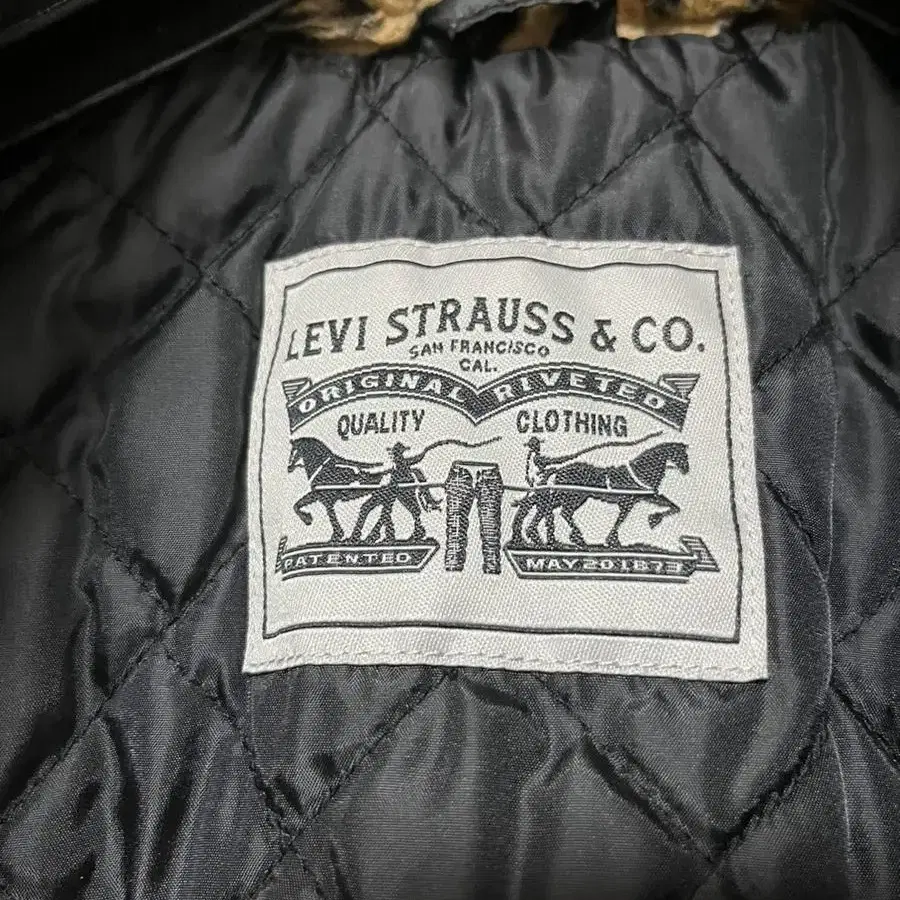 LEVI STRAUSS & CO.
SAN FRANCISCO
CAL.
ORIGINAL RIVETED
QUALITY CLOTHING
PATENTED MAY 20 1873